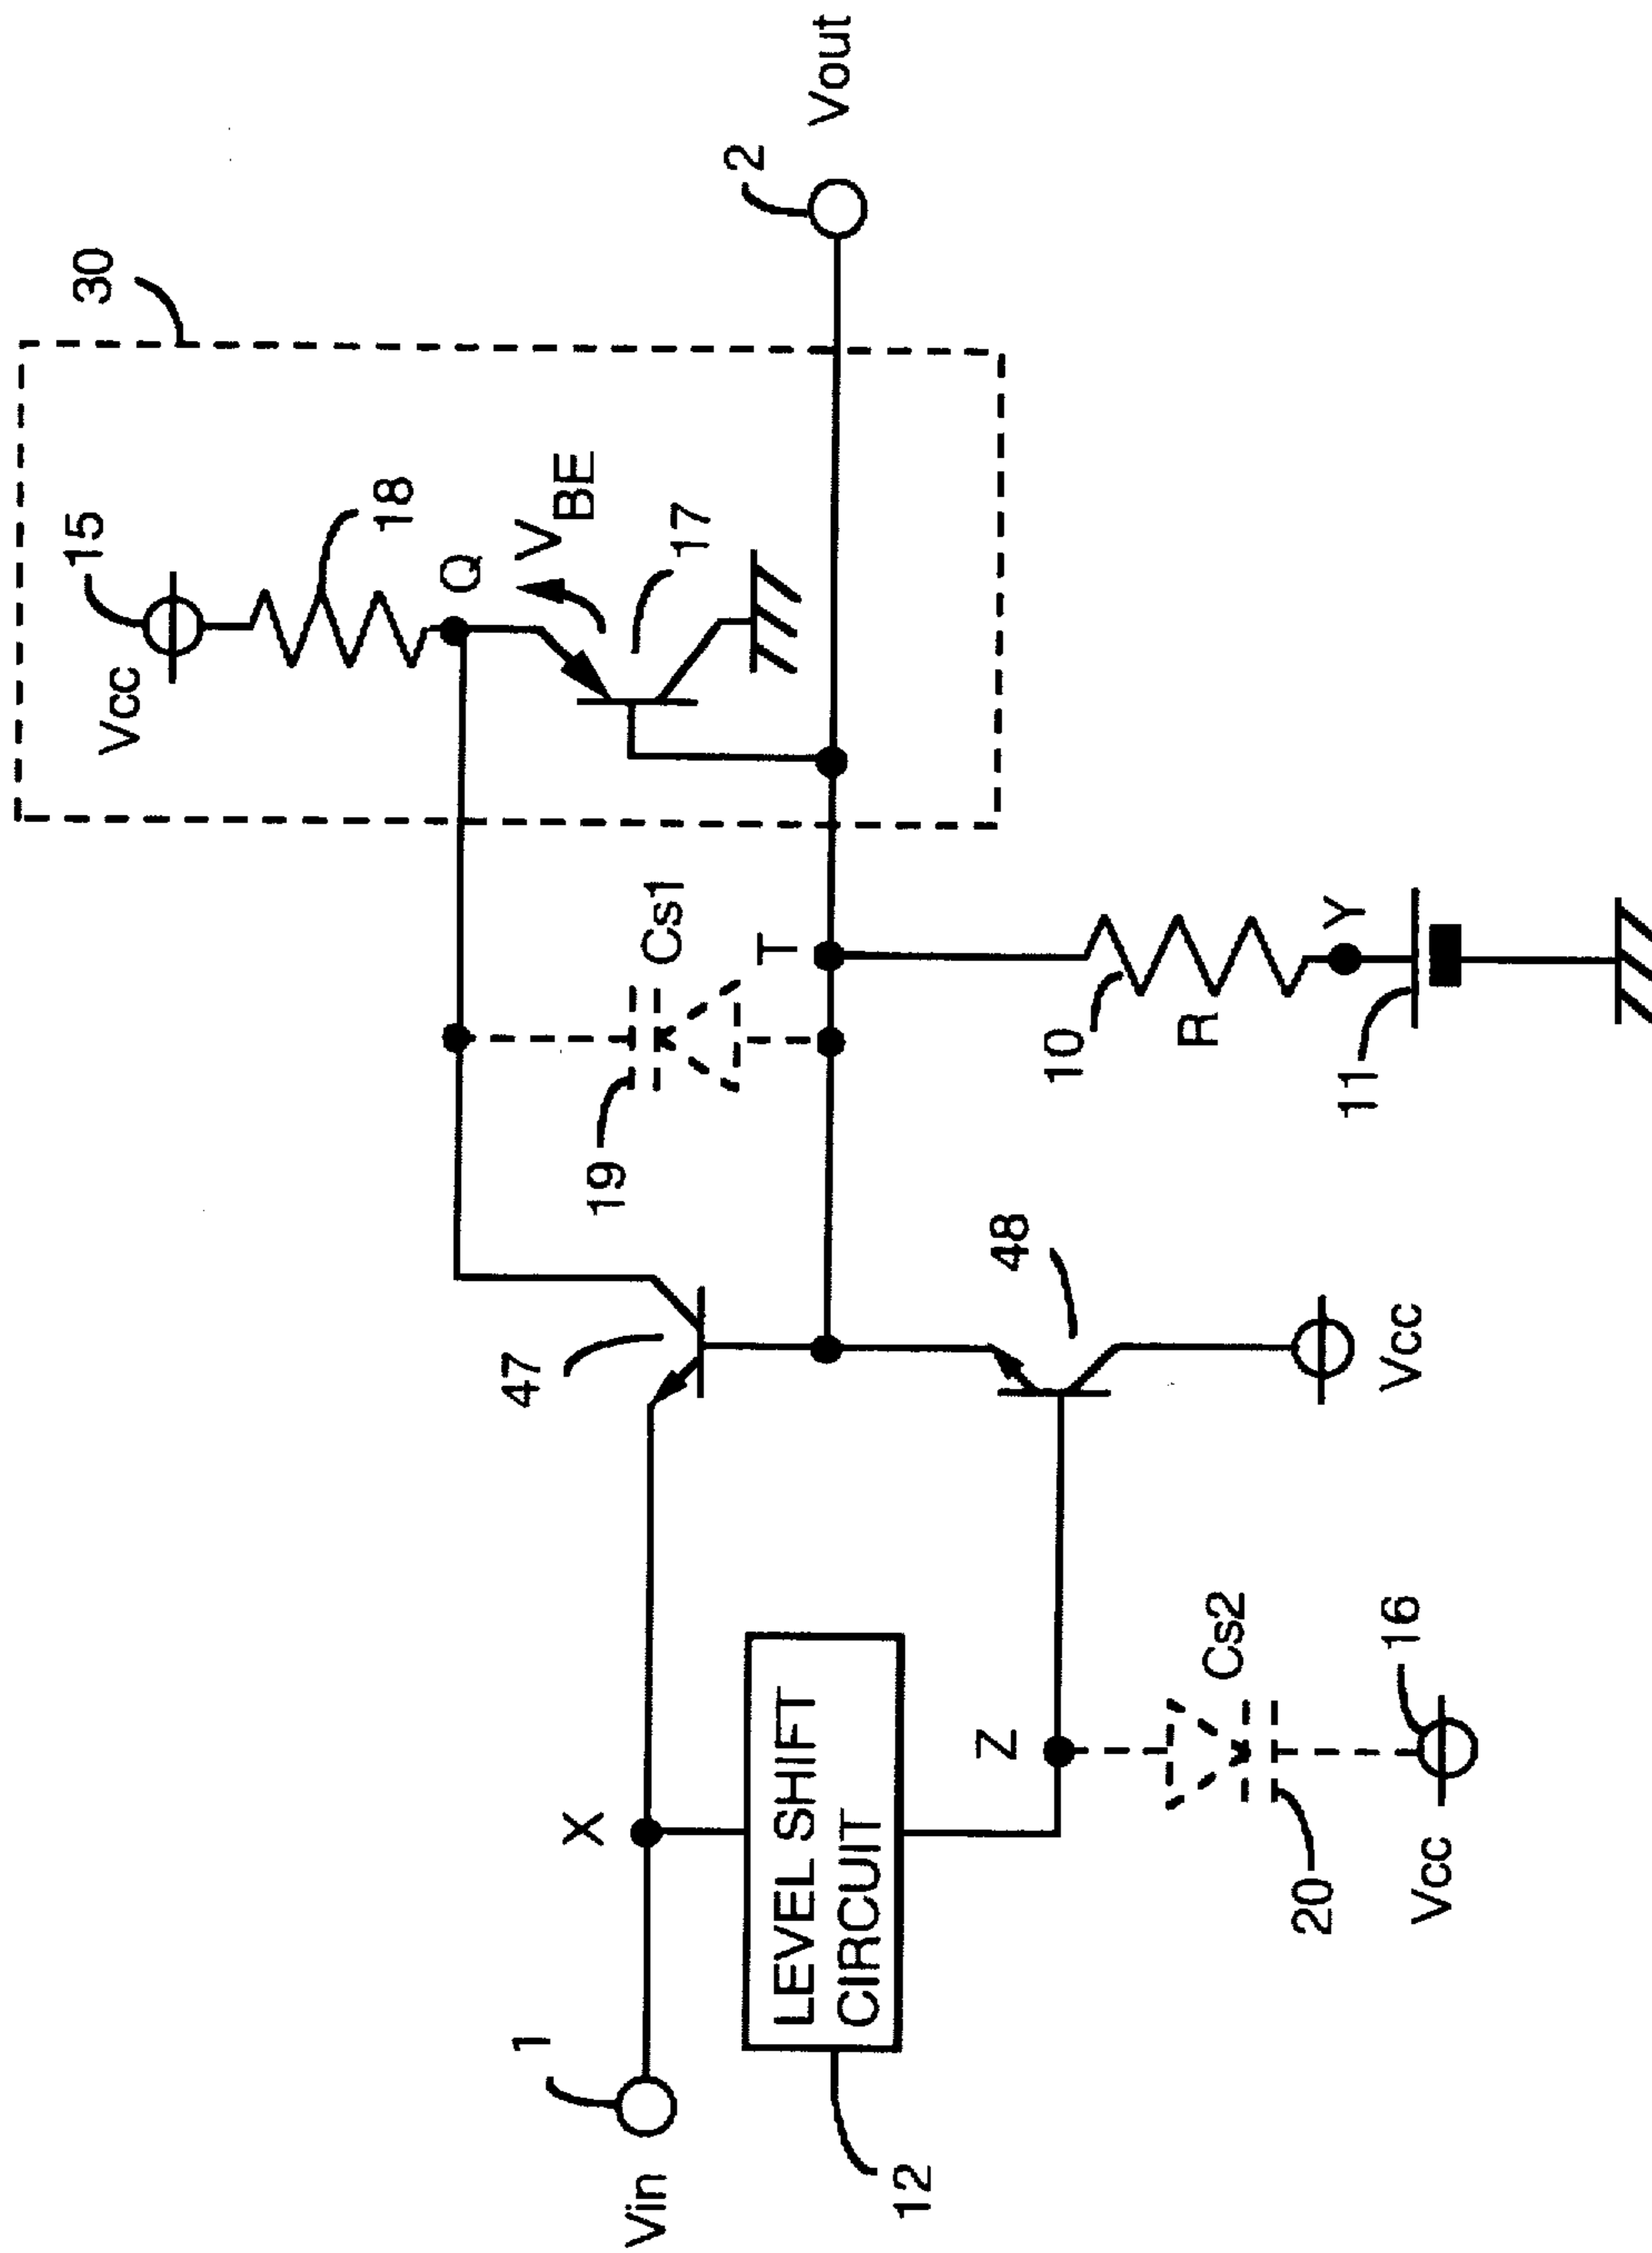 30
15
Vcc
18
Q
VBE
17
2
Vout
Cs1
19
T
47
48
Vcc
10
R
Y
11
1
Vin
X
LEVEL SHIFT
CIRCUIT
12
Z
Cs2
20
16
Vcc